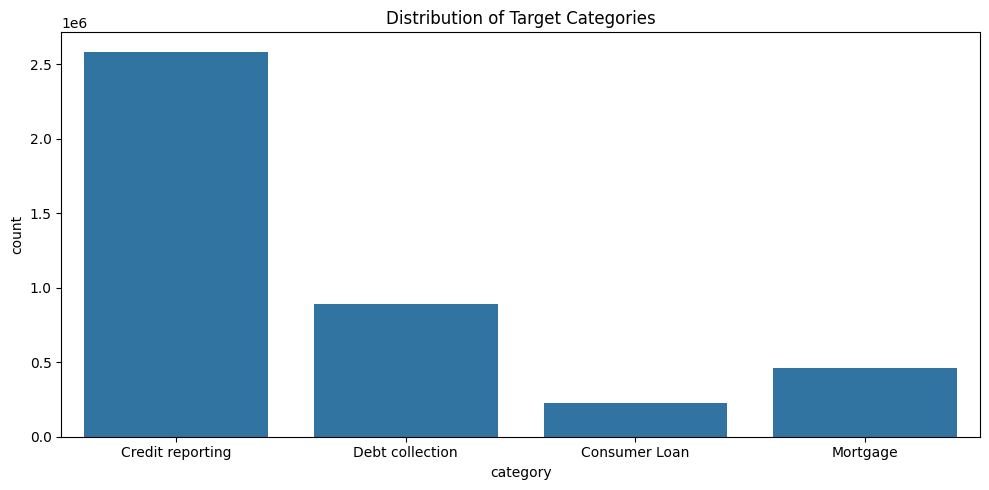 Distribution of Target Categories
1e6
2.5
2.0
1.5
1.0
0.5
0.0
count
Credit reporting Debt collection Consumer Loan Mortgage
category